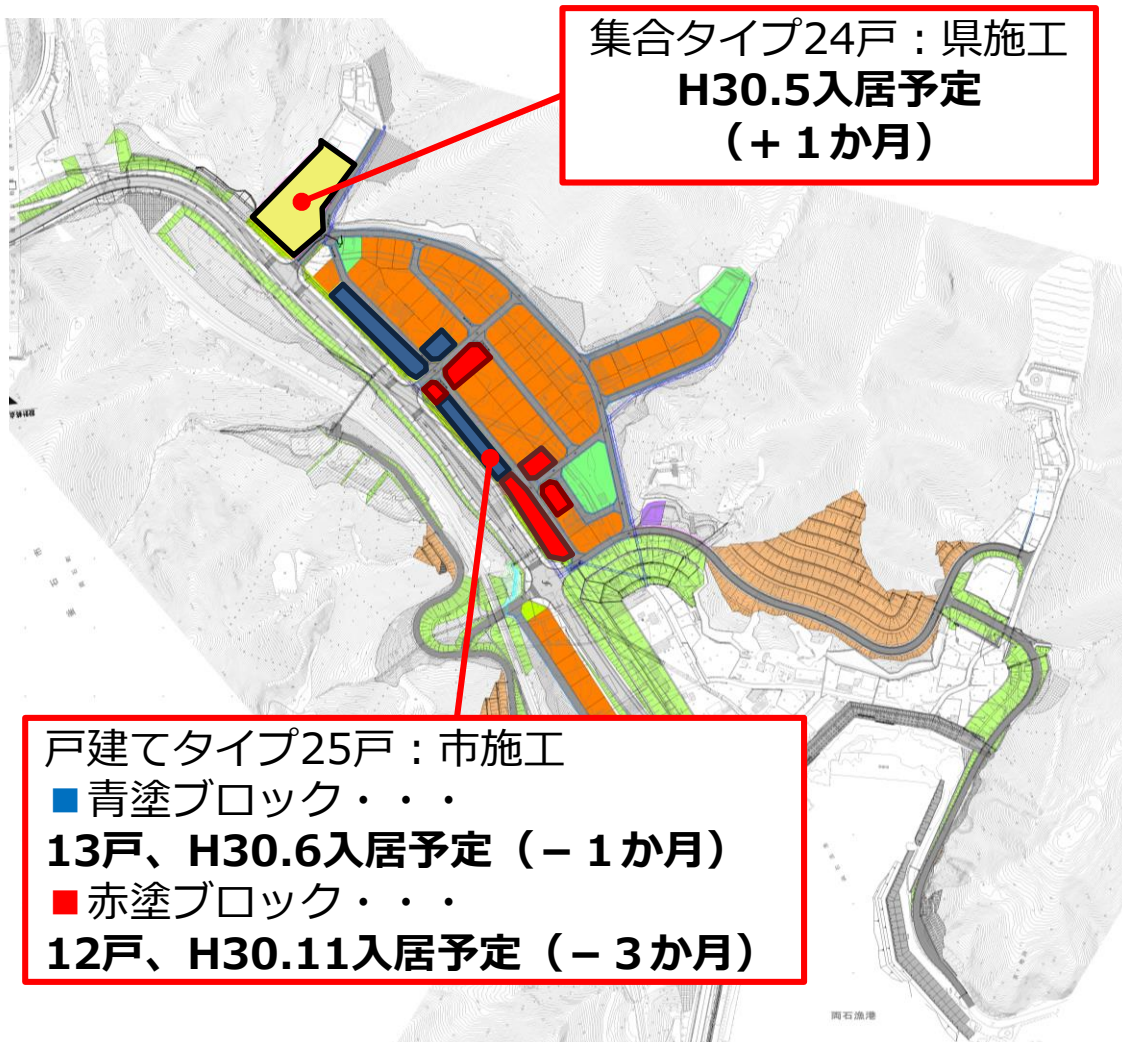 集合タイプ24戸：県施工
H30.5入居予定
（+１か月）
戸建てタイプ25戸：市施工
■青塗ブロック・・・
13戸、H30.6入居予定（−１か月）
■赤塗ブロック・・・
12戸、H30.11入居予定（−３か月）